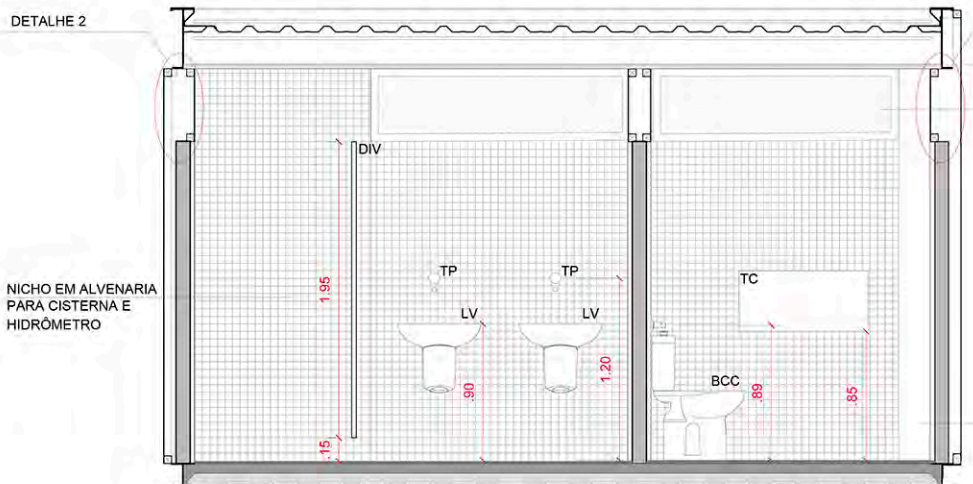 DETALHE 2
DIV
TP
TP
TC
NICHO EM ALVENARIA
PARA CISTERNA E
HIDRÔMETRO
1.95
LV
LV
.90
1.20
BCC
.89
.85
.15